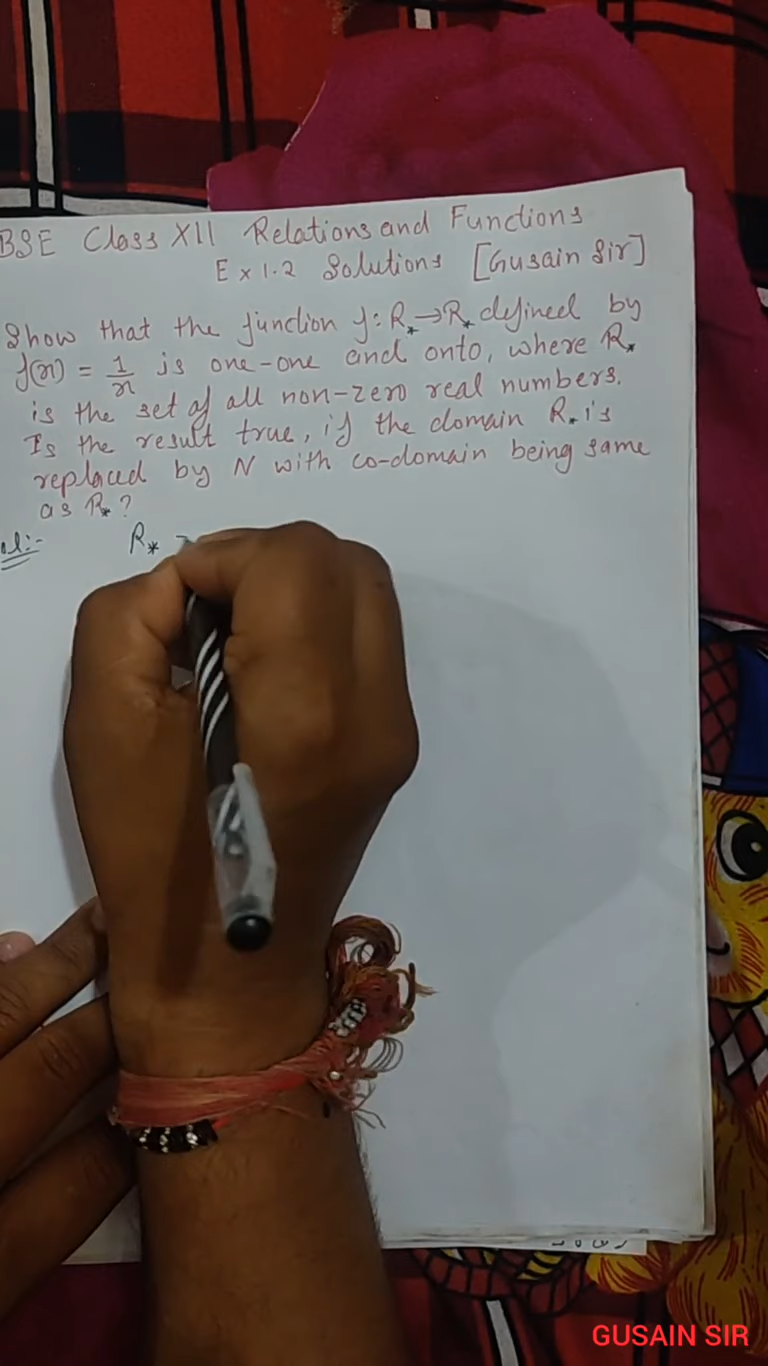 BSE Class XII Relations and Functions
Ex 1.2 Solutions [Gusain Sir]
Show that the function f: R* → R* defined by
f(x) = 1/x is one-one and onto, where R*
is the set of all non-zero real numbers.
Is the result true, if the domain R* is
replaced by N with co-domain being same
as R*?
ol:- R*
GUSAIN SIR